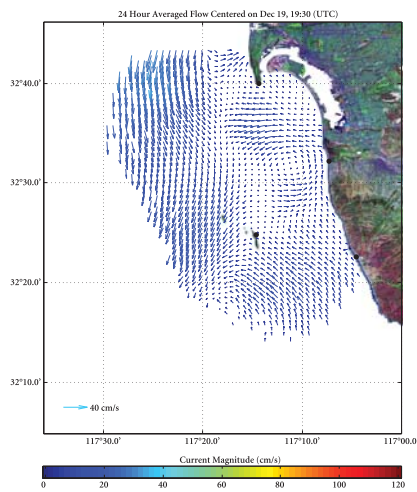 24 Hour Averaged Flow Centered on Dec 19, 19:30 (UTC)
32°40.0'
32°30.0'
32°20.0'
32°10.0'
40 cm/s
117°30.0' 117°20.0' 117°10.0' 117°00.0'
Current Magnitude (cm/s)
0 20 40 60 80 100 120